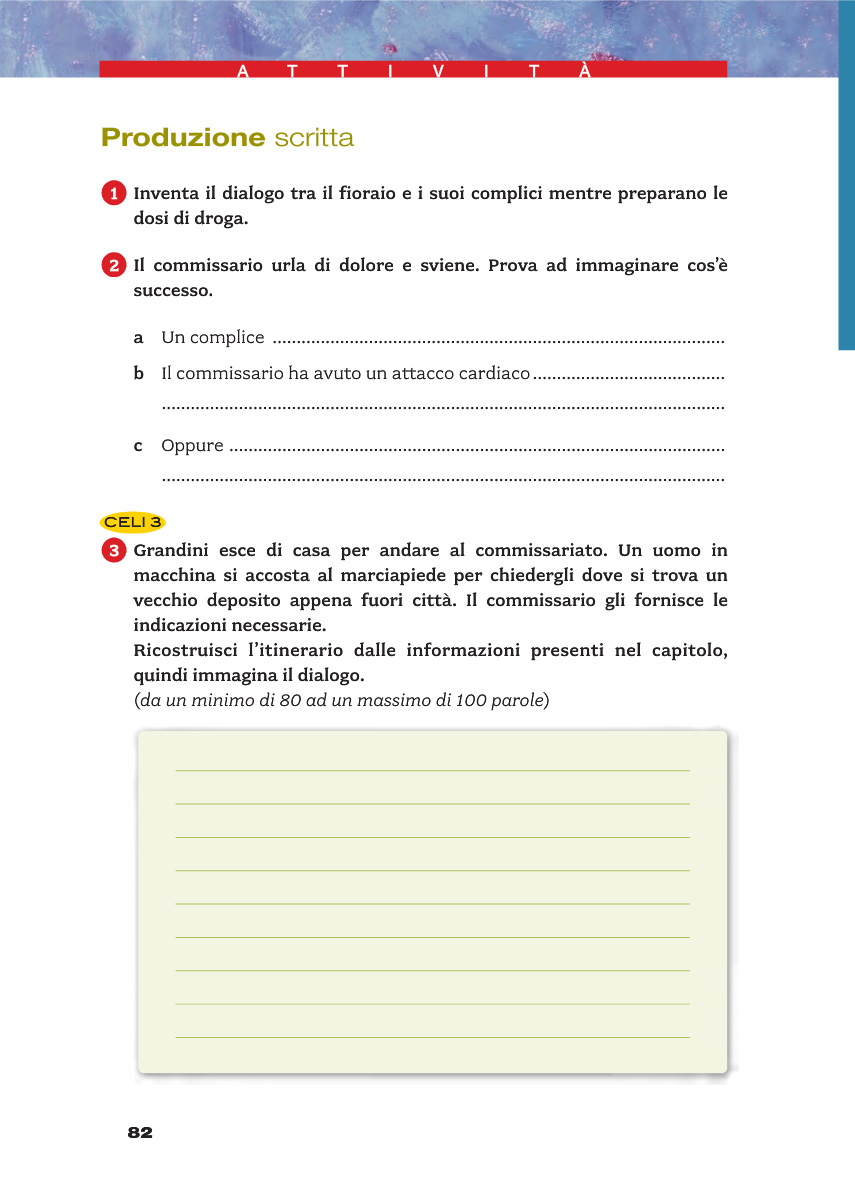 ATTIVITÀ
Produzione scritta
1 Inventa il dialogo tra il fioraio e i suoi complici mentre preparano le
dosi di droga.
2 Il commissario urla di dolore e sviene. Prova ad immaginare cos’è
successo.
a Un complice ..............................................................................................
b Il commissario ha avuto un attacco cardiaco........................................
.....................................................................................................................
c Oppure .......................................................................................................
.....................................................................................................................
CELI 3
3 Grandini esce di casa per andare al commissariato. Un uomo in
macchina si accosta al marciapiede per chiedergli dove si trova un
vecchio deposito appena fuori città. Il commissario gli fornisce le
indicazioni necessarie.
Ricostruisci l’itinerario dalle informazioni presenti nel capitolo,
quindi immagina il dialogo.
(da un minimo di 80 ad un massimo di 100 parole)
82